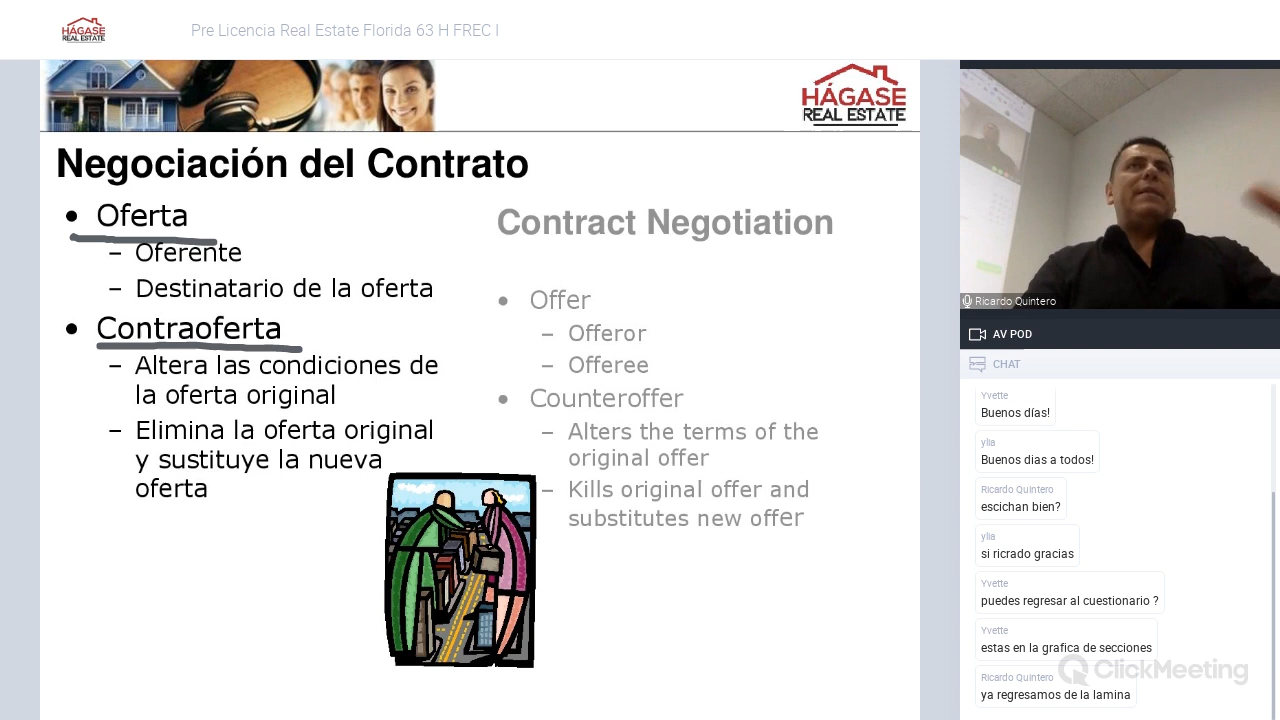 HÁGASE
REAL ESTATE
Pre Licencia Real Estate Florida 63 H FREC I
HÁGASE
REAL ESTATE
Negociación del Contrato
• Oferta
– Oferente
– Destinatario de la oferta
• Contraoferta
– Altera las condiciones de
la oferta original
– Elimina la oferta original
y sustituye la nueva
oferta
Contract Negotiation
• Offer
– Offeror
– Offeree
• Counteroffer
– Alters the terms of the
original offer
– Kills original offer and
substitutes new offer
Ricardo Quintero
AV POD
CHAT
Yvette
Buenos días!
ylia
Buenos dias a todos!
Ricardo Quintero
escichan bien?
ylia
si ricrado gracias
Yvette
puedes regresar al cuestionario ?
Yvette
estas en la grafica de secciones
Ricardo Quintero
ya regresamos de la lamina
ClickMeeting